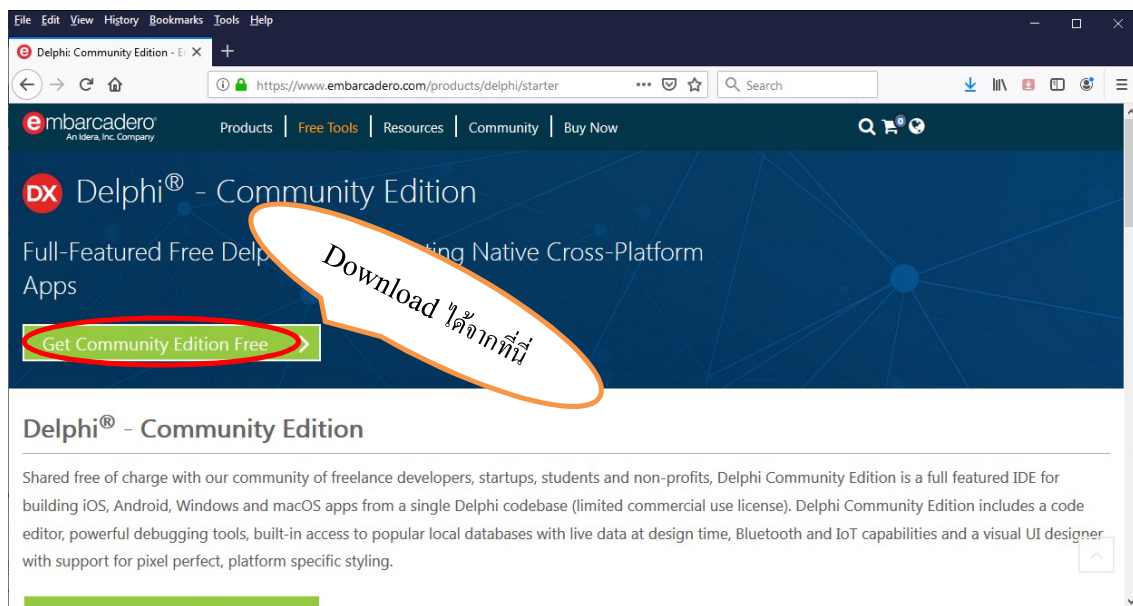 File Edit View History Bookmarks Tools Help
Delphi: Community Edition - E
https://www.embarcadero.com/products/delphi/starter
Search
embarcadero
An Idera, Inc. Company
Products | Free Tools | Resources | Community | Buy Now
0
DX Delphi® - Community Edition
Full-Featured Free Native Cross-Platform
Apps
Download ได้จากที่นี่
Get Community Edition Free
Delphi® - Community Edition
Shared free of charge with our community of freelance developers, startups, students and non-profits, Delphi Community Edition is a full featured IDE for
building iOS, Android, Windows and macOS apps from a single Delphi codebase (limited commercial use license). Delphi Community Edition includes a code
editor, powerful debugging tools, built-in access to popular local databases with live data at design time, Bluetooth and IoT capabilities and a visual UI designer
with support for pixel perfect, platform specific styling.